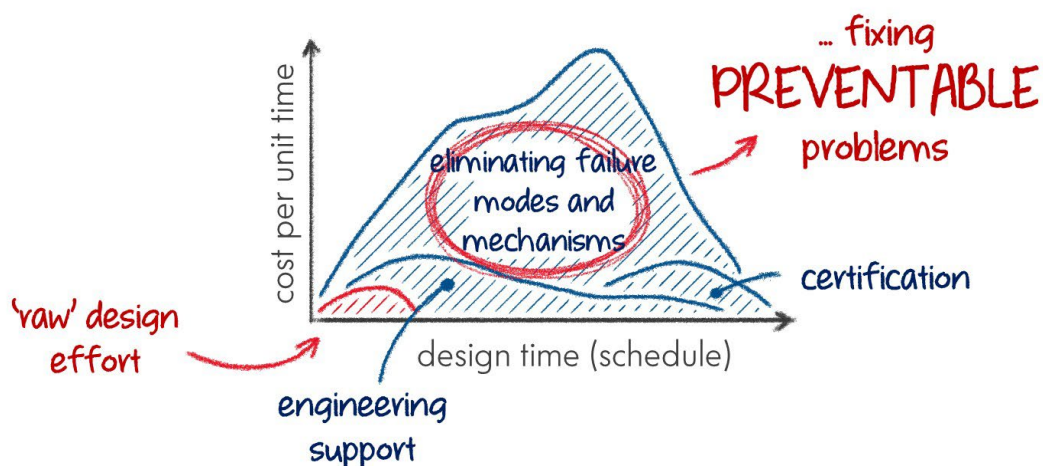 ... fixing
PREVENTABLE
problems
cost per unit time
eliminating failure
modes and
mechanisms
certification
'raw' design
effort
design time (schedule)
engineering
support